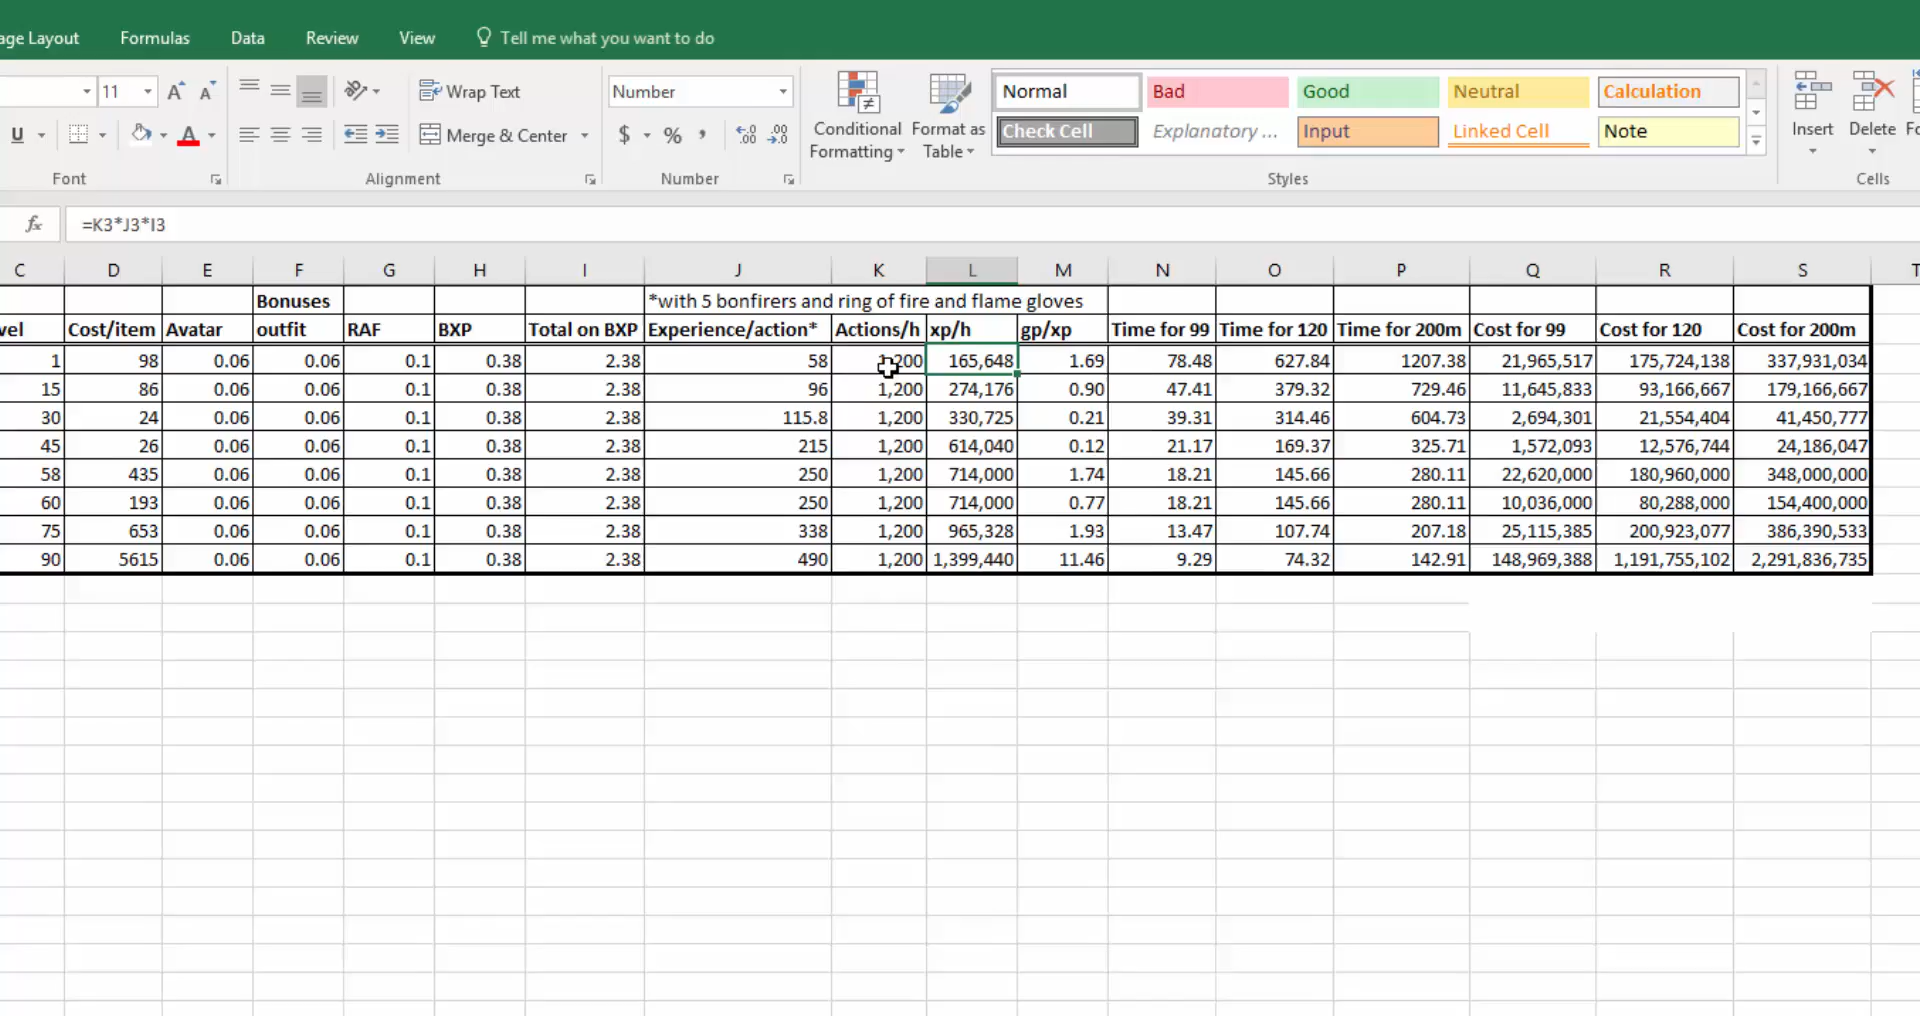 age Layout Formulas Data Review View Tell me what you want to do
11 A A Wrap Text Number Conditional Formatting Format as Table Normal Bad Good Neutral Calculation Insert Delete Fo
U A Merge & Center $ % , .00 .00 Check Cell Explanatory ... Input Linked Cell Note
Font Alignment Number Styles Cells
fx =K3*J3*I3
C D E F G H I J K L M N O P Q R S T
Bonuses *with 5 bonfirers and ring of fire and flame gloves
vel Cost/item Avatar outfit RAF BXP Total on BXP Experience/action* Actions/h xp/h gp/xp Time for 99 Time for 120 Time for 200m Cost for 99 Cost for 120 Cost for 200m
1 98 0.06 0.06 0.1 0.38 2.38 58 1,200 165,648 1.69 78.48 627.84 1207.38 21,965,517 175,724,138 337,931,034
15 86 0.06 0.06 0.1 0.38 2.38 96 1,200 274,176 0.90 47.41 379.32 729.46 11,645,833 93,166,667 179,166,667
30 24 0.06 0.06 0.1 0.38 2.38 115.8 1,200 330,725 0.21 39.31 314.46 604.73 2,694,301 21,554,404 41,450,777
45 26 0.06 0.06 0.1 0.38 2.38 215 1,200 614,040 0.12 21.17 169.37 325.71 1,572,093 12,576,744 24,186,047
58 435 0.06 0.06 0.1 0.38 2.38 250 1,200 714,000 1.74 18.21 145.66 280.11 22,620,000 180,960,000 348,000,000
60 193 0.06 0.06 0.1 0.38 2.38 250 1,200 714,000 0.77 18.21 145.66 280.11 10,036,000 80,288,000 154,400,000
75 653 0.06 0.06 0.1 0.38 2.38 338 1,200 965,328 1.93 13.47 107.74 207.18 25,115,385 200,923,077 386,390,533
90 5615 0.06 0.06 0.1 0.38 2.38 490 1,200 1,399,440 11.46 9.29 74.32 142.91 148,969,388 1,191,755,102 2,291,836,735